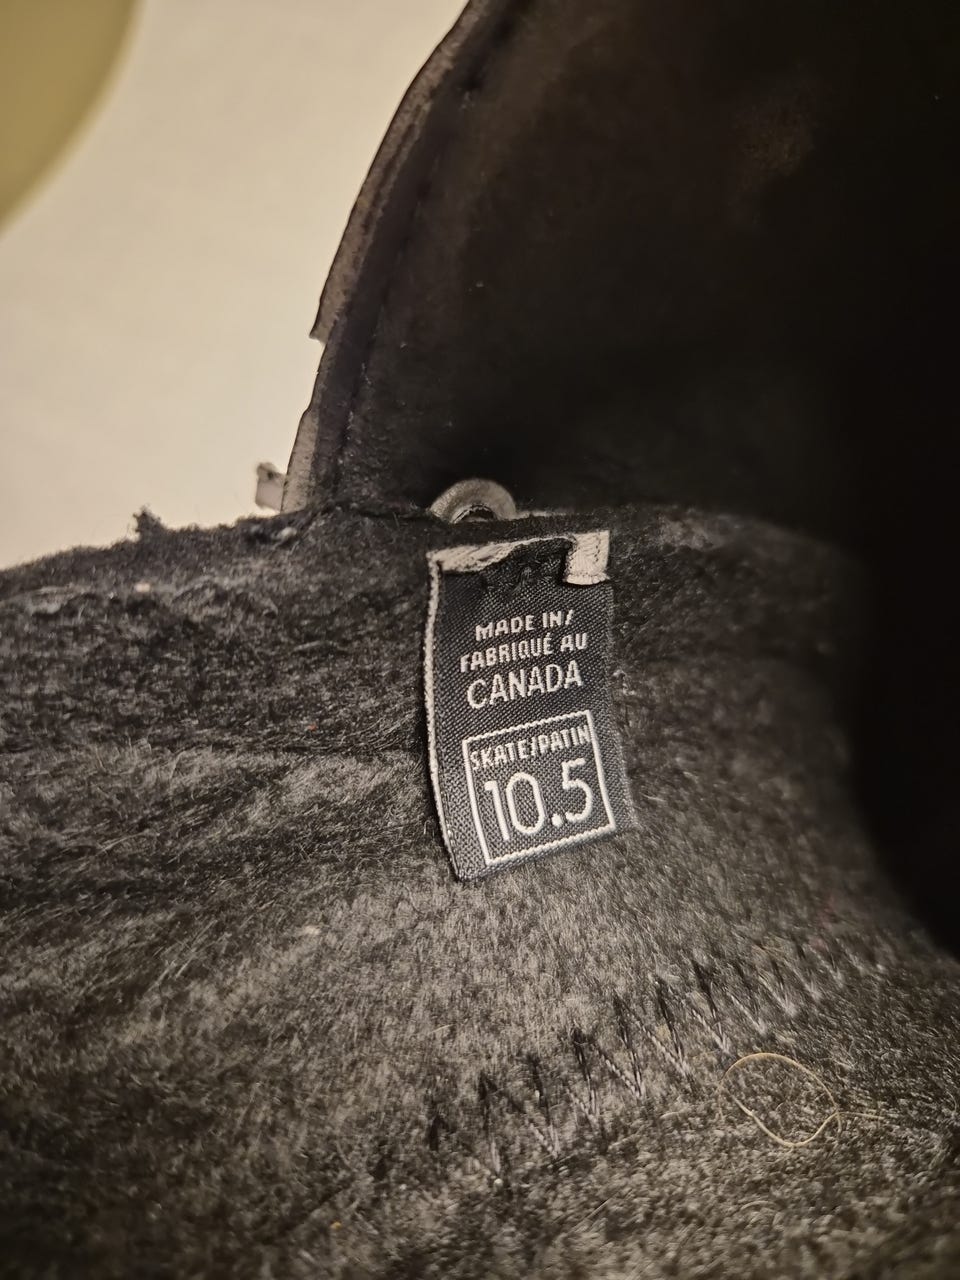 MADE IN/
FABRIQUÉ AU
CANADA
SKATE/PATIN
10.5